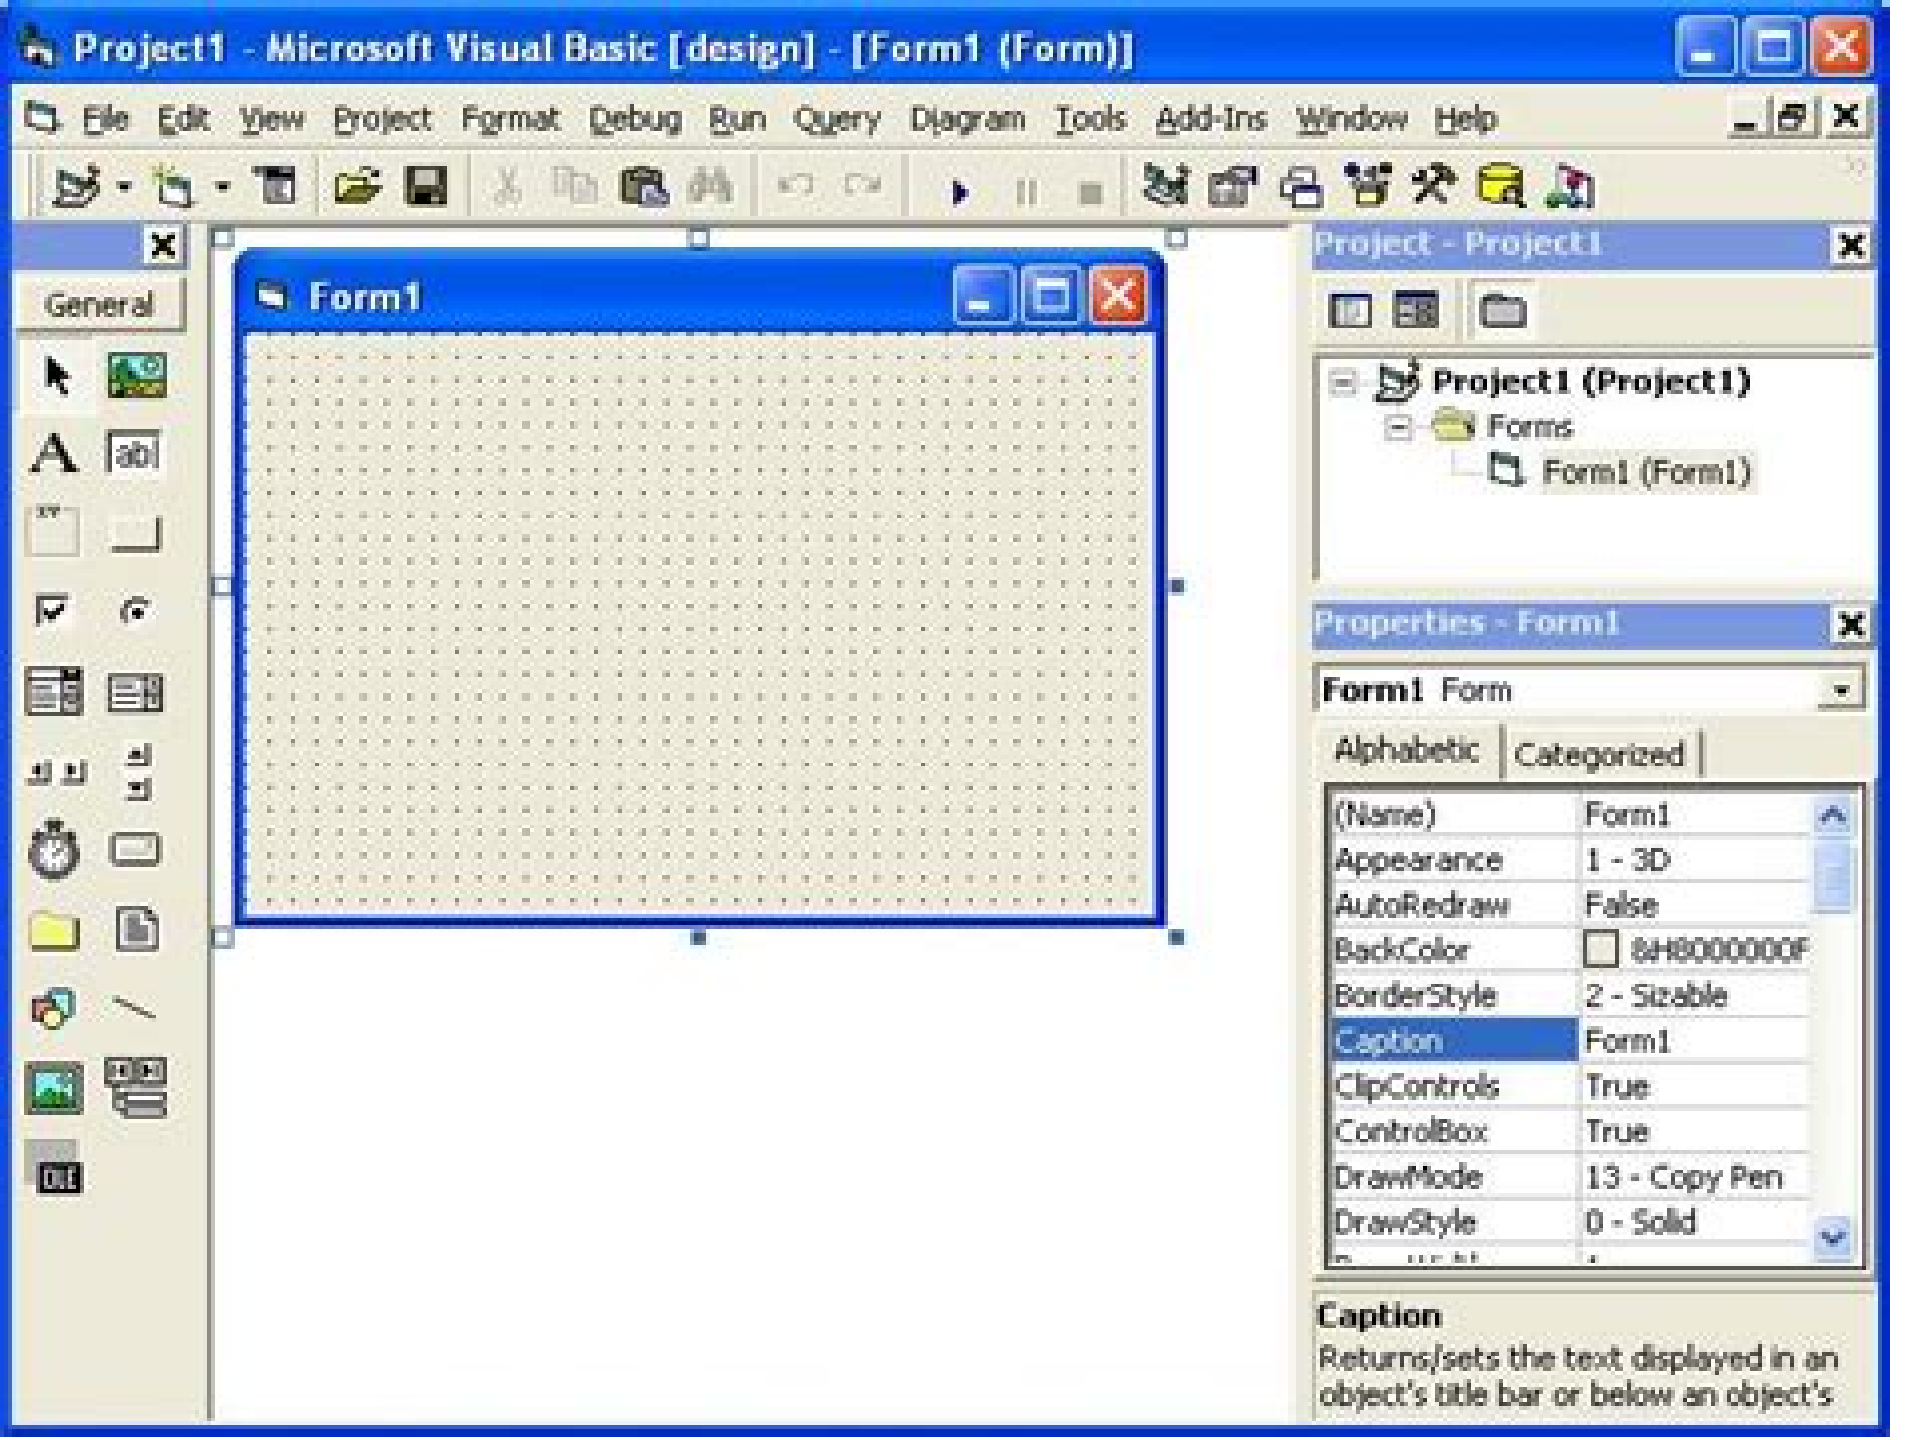 Project1 - Microsoft Visual Basic [design] - [Form1 (Form)]
File Edit View Project Format Debug Run Query Diagram Tools Add-Ins Window Help
General
A ab
XY
OLE
Form1
Project - Project1
Project1 (Project1)
Forms
Form1 (Form1)
Properties - Form1
Form1 Form
Alphabetic Categorized
(Name) Form1
Appearance 1 - 3D
AutoRedraw False
BackColor &H8000000F
BorderStyle 2 - Sizable
Caption Form1
ClipControls True
ControlBox True
DrawMode 13 - Copy Pen
DrawStyle 0 - Solid
Caption
Returns/sets the text displayed in an
object's title bar or below an object's